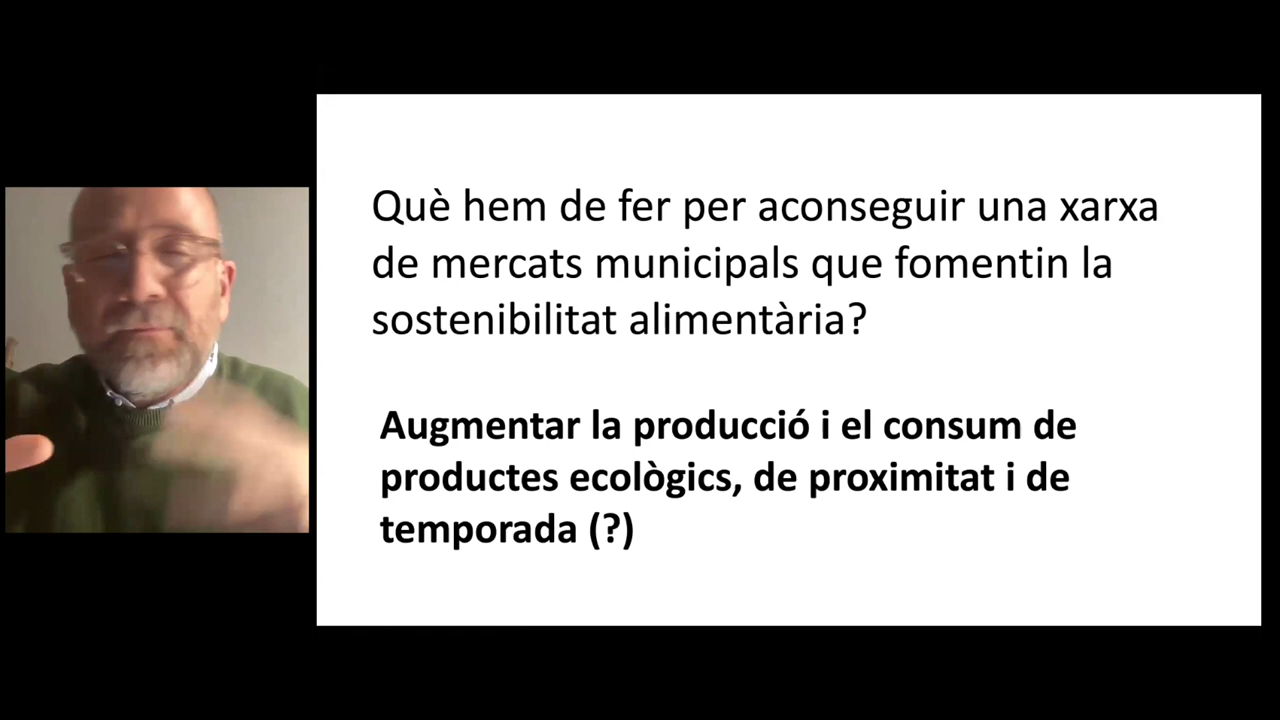 Què hem de fer per aconseguir una xarxa
de mercats municipals que fomentin la
sostenibilitat alimentària?
Augmentar la producció i el consum de
productes ecològics, de proximitat i de
temporada (?)